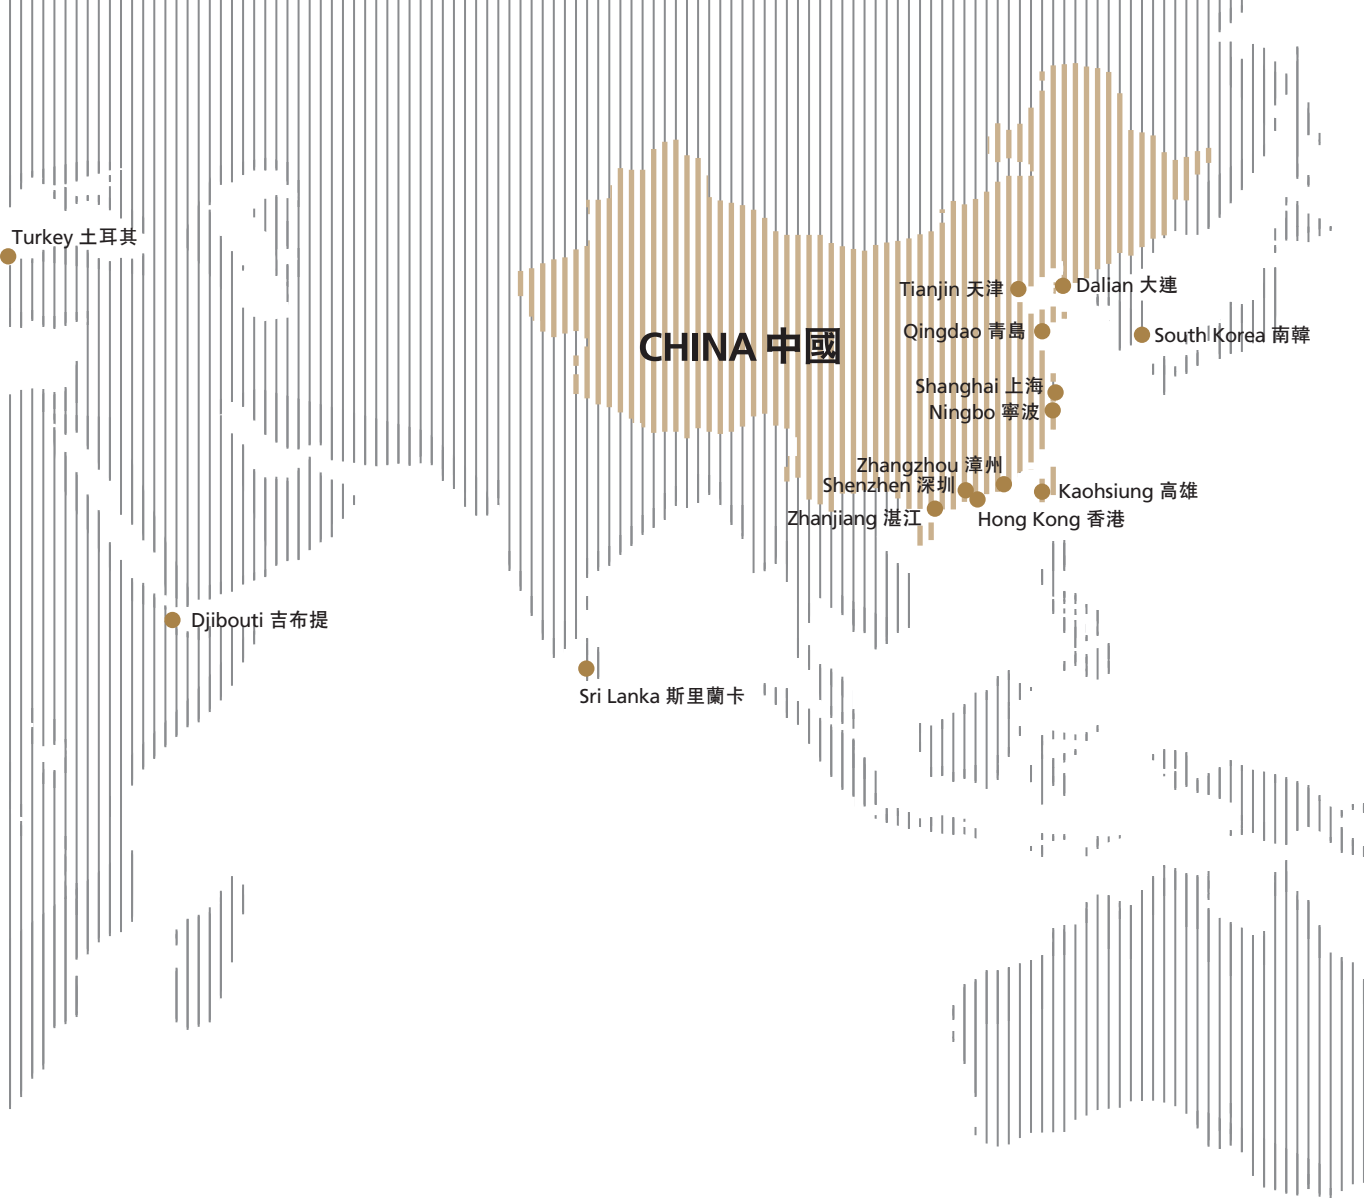 Turkey 土耳其
Tianjin 天津
Dalian 大連
Qingdao 青島
South Korea 南韓
CHINA 中國
Shanghai 上海
Ningbo 寧波
Zhangzhou 漳州
Shenzhen 深圳
Kaohsiung 高雄
Zhanjiang 湛江
Hong Kong 香港
Djibouti 吉布提
Sri Lanka 斯里蘭卡